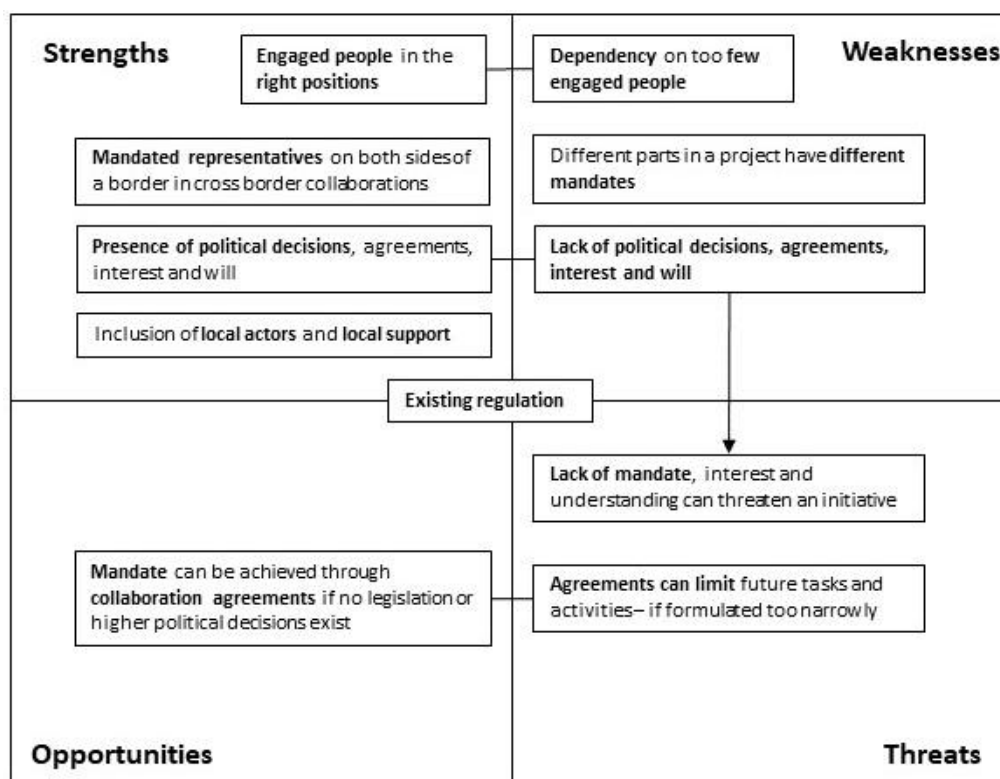 Strengths
Engaged people in the
right positions
Dependency on too few
engaged people
Weaknesses
Mandated representatives on both sides of
a border in cross border collaborations
Different parts in a project have different
mandates
Presence of political decisions, agreements,
interest and will
Lack of political decisions, agreements,
interest and will
Inclusion of local actors and local support
Existing regulation
Lack of mandate, interest and
understanding can threaten an initiative
Mandate can be achieved through
collaboration agreements if no legislation or
higher political decisions exist
Agreements can limit future tasks and
activities– if formulated too narrowly
Opportunities
Threats